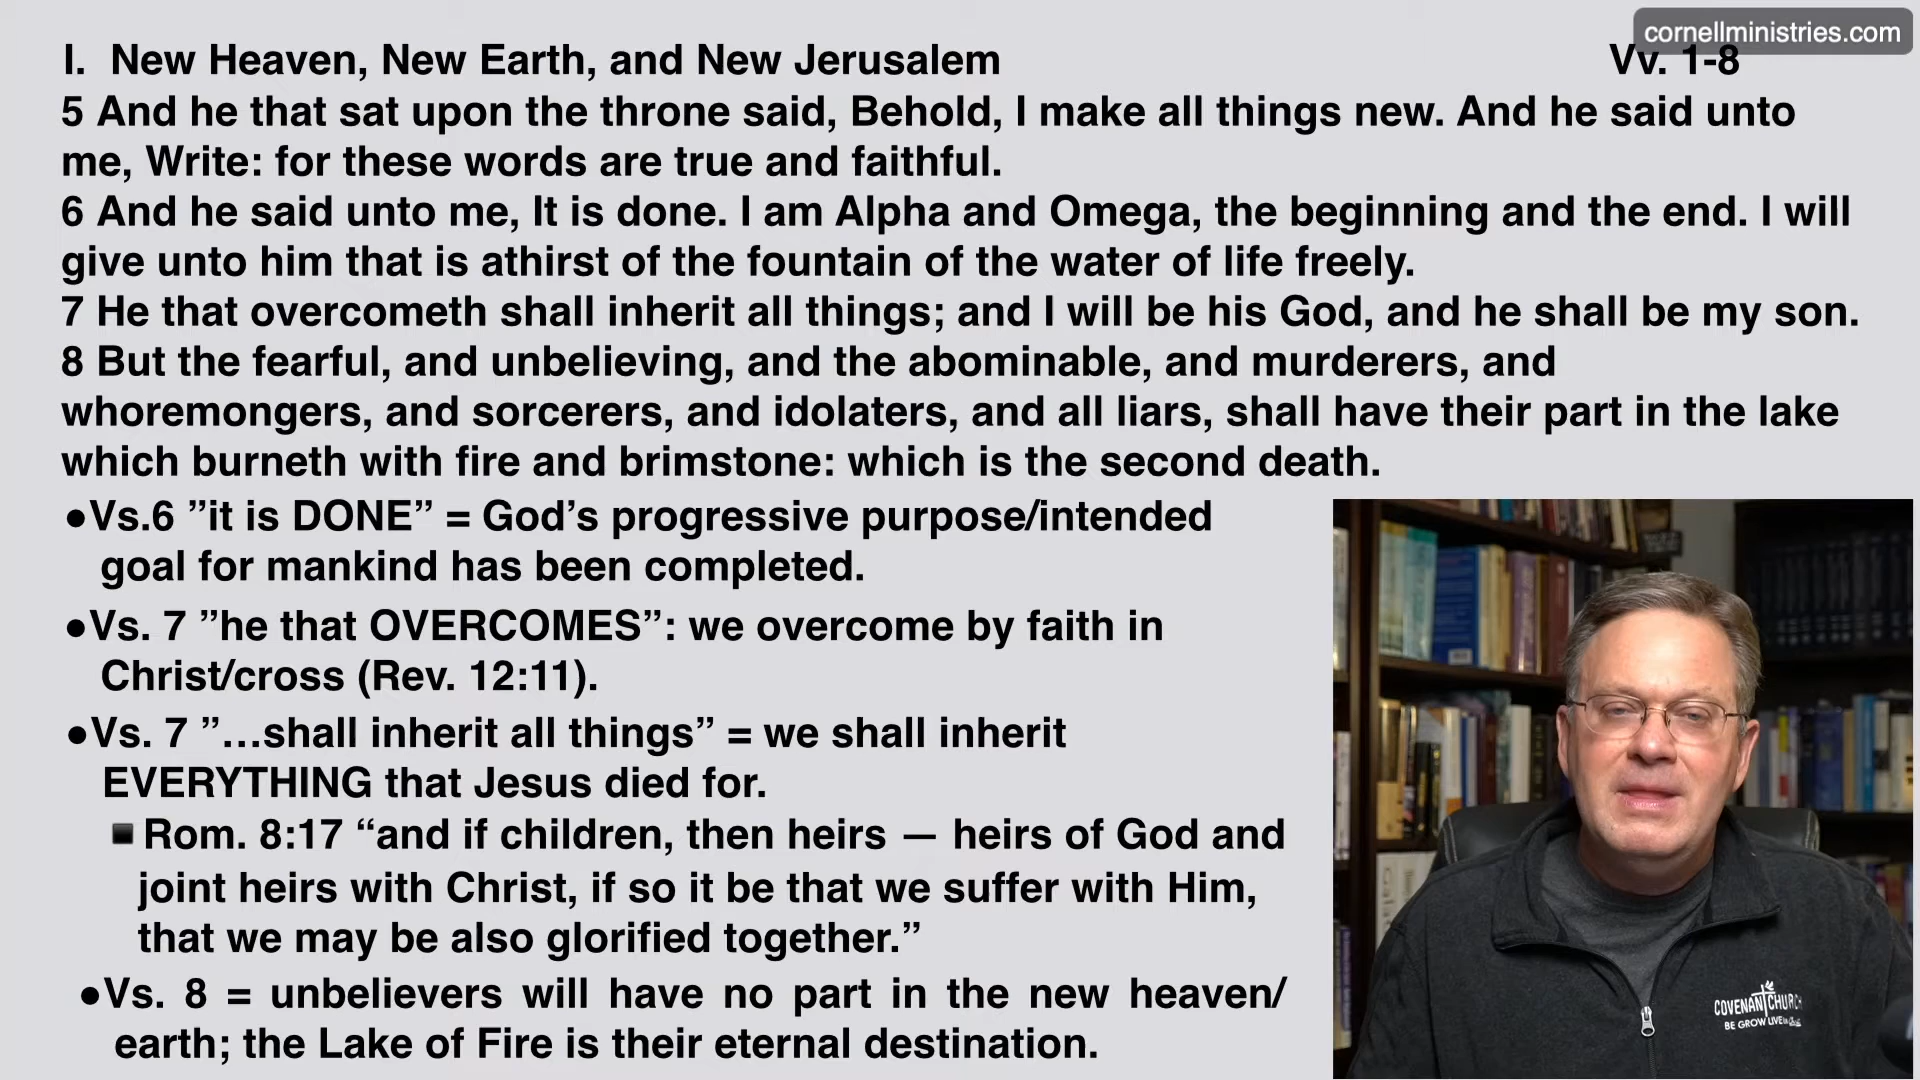 cornellministries.com
I. New Heaven, New Earth, and New Jerusalem Vv. 1-8
5 And he that sat upon the throne said, Behold, I make all things new. And he said unto
me, Write: for these words are true and faithful.
6 And he said unto me, It is done. I am Alpha and Omega, the beginning and the end. I will
give unto him that is athirst of the fountain of the water of life freely.
7 He that overcometh shall inherit all things; and I will be his God, and he shall be my son.
8 But the fearful, and unbelieving, and the abominable, and murderers, and
whoremongers, and sorcerers, and idolaters, and all liars, shall have their part in the lake
which burneth with fire and brimstone: which is the second death.
●Vs.6 ”it is DONE” = God’s progressive purpose/intended
goal for mankind has been completed.
●Vs. 7 ”he that OVERCOMES”: we overcome by faith in
Christ/cross (Rev. 12:11).
●Vs. 7 ”…shall inherit all things” = we shall inherit
EVERYTHING that Jesus died for.
▪Rom. 8:17 “and if children, then heirs — heirs of God and
joint heirs with Christ, if so it be that we suffer with Him,
that we may be also glorified together.”
●Vs. 8 = unbelievers will have no part in the new heaven/
earth; the Lake of Fire is their eternal destination.
COVENANT CHURCH
BE GROW LIVE in Christ